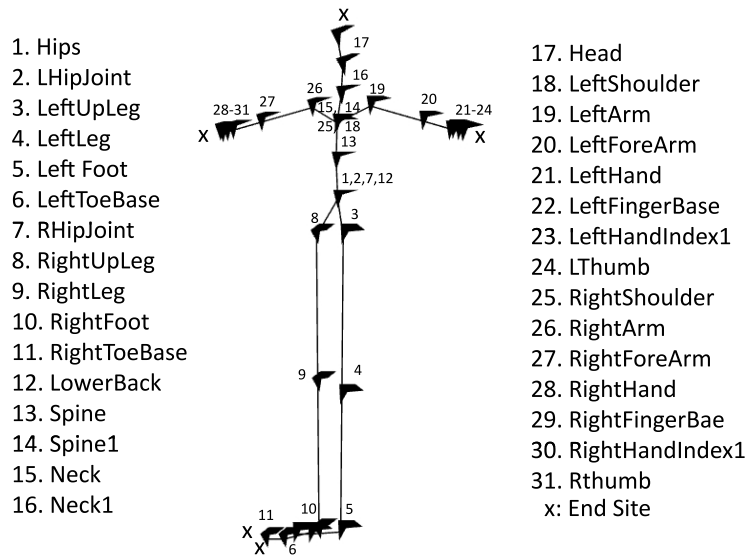 1. Hips
2. LHipJoint
3. LeftUpLeg
4. LeftLeg
5. Left Foot
6. LeftToeBase
7. RHipJoint
8. RightUpLeg
9. RightLeg
10. RightFoot
11. RightToeBase
12. LowerBack
13. Spine
14. Spine1
15. Neck
16. Neck1
X
17
16
26
15,
14
19
25
18
20
27
28-31
21-24
X
X
13
1,2,7,12
8
3
9
4
11
10
5
X
X
6
17. Head
18. LeftShoulder
19. LeftArm
20. LeftForeArm
21. LeftHand
22. LeftFingerBase
23. LeftHandIndex1
24. LThumb
25. RightShoulder
26. RightArm
27. RightForeArm
28. RightHand
29. RightFingerBae
30. RightHandIndex1
31. Rthumb
x: End Site